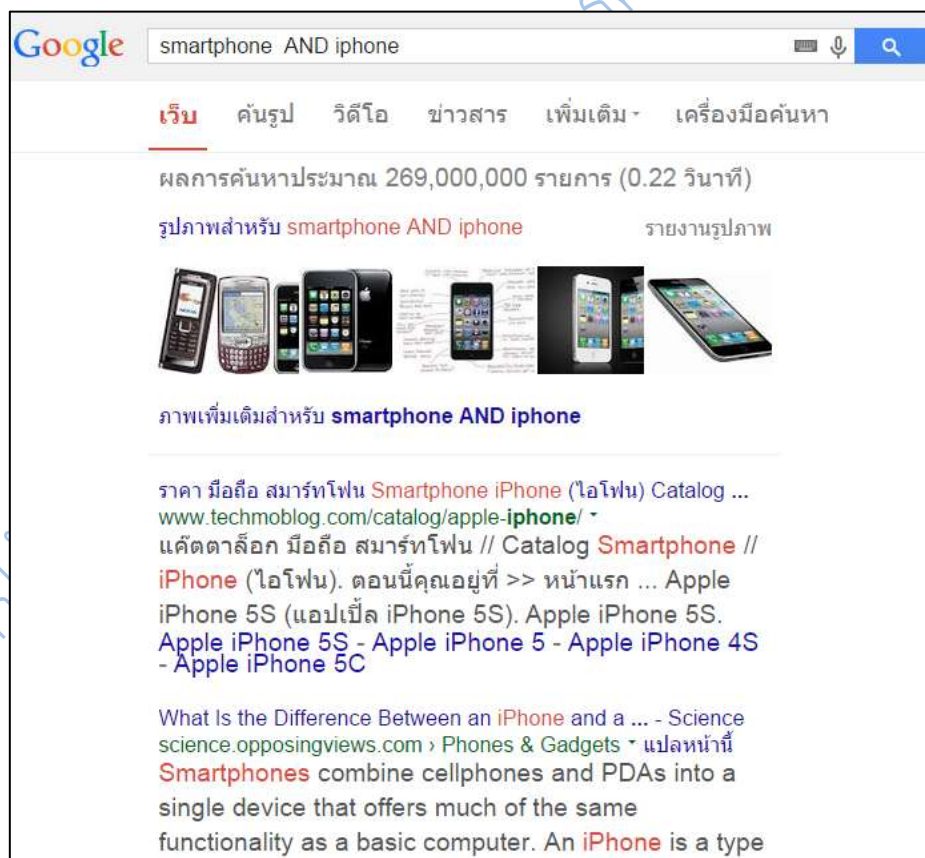 Google smartphone AND iphone
เว็บ ค้นรูป วิดีโอ ข่าวสาร เพิ่มเติม เครื่องมือค้นหา
ผลการค้นหาประมาณ 269,000,000 รายการ (0.22 วินาที)
รูปภาพสำหรับ smartphone AND iphone รายงานรูปภาพ
ภาพเพิ่มเติมสำหรับ smartphone AND iphone
ราคา มือถือ สมาร์ทโฟน Smartphone iPhone (ไอโฟน) Catalog ...
www.techmoblog.com/catalog/apple-iphone/
แค๊ตตาล็อก มือถือ สมาร์ทโฟน // Catalog Smartphone //
iPhone (ไอโฟน). ตอนนี้คุณอยู่ที่ >> หน้าแรก ... Apple
iPhone 5S (แอปเปิ้ล iPhone 5S). Apple iPhone 5S.
Apple iPhone 5S - Apple iPhone 5 - Apple iPhone 4S
- Apple iPhone 5C
What Is the Difference Between an iPhone and a ... - Science
science.opposingviews.com › Phones & Gadgets แปลหน้านี้
Smartphones combine cellphones and PDAs into a
single device that offers much of the same
functionality as a basic computer. An iPhone is a type